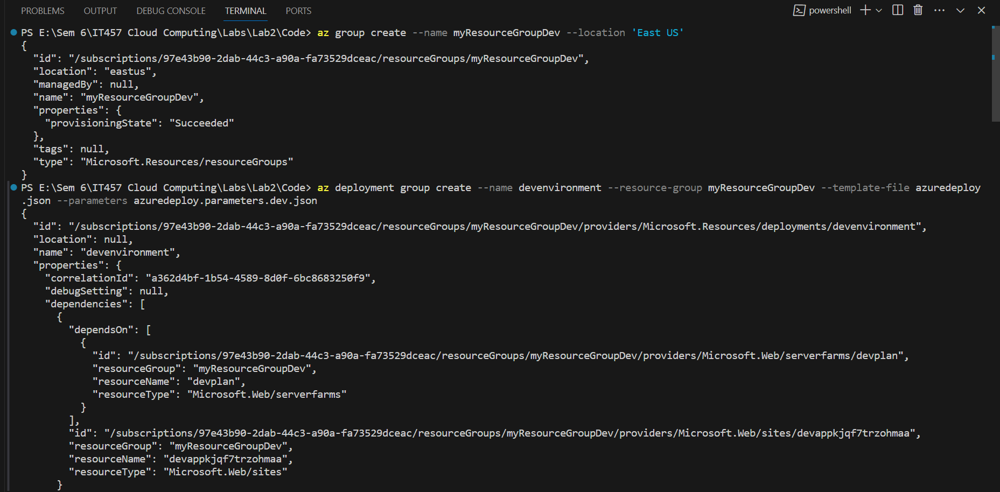 PROBLEMS OUTPUT DEBUG CONSOLE TERMINAL PORTS powershell
PS E:\Sem 6\IT457 Cloud Computing\Labs\Lab2\Code> az group create --name myResourceGroupDev --location 'East US'
{
  "id": "/subscriptions/97e43b90-2dab-44c3-a90a-fa73529dceac/resourceGroups/myResourceGroupDev",
  "location": "eastus",
  "managedBy": null,
  "name": "myResourceGroupDev",
  "properties": {
    "provisioningState": "Succeeded"
  },
  "tags": null,
  "type": "Microsoft.Resources/resourceGroups"
}
PS E:\Sem 6\IT457 Cloud Computing\Labs\Lab2\Code> az deployment group create --name devenvironment --resource-group myResourceGroupDev --template-file azuredeploy
.json --parameters azuredeploy.parameters.dev.json
{
  "id": "/subscriptions/97e43b90-2dab-44c3-a90a-fa73529dceac/resourceGroups/myResourceGroupDev/providers/Microsoft.Resources/deployments/devenvironment",
  "location": null,
  "name": "devenvironment",
  "properties": {
    "correlationId": "a362d4bf-1b54-4589-8d0f-6bc8683250f9",
    "debugSetting": null,
    "dependencies": [
      {
        "dependsOn": [
          {
            "id": "/subscriptions/97e43b90-2dab-44c3-a90a-fa73529dceac/resourceGroups/myResourceGroupDev/providers/Microsoft.Web/serverfarms/devplan",
            "resourceGroup": "myResourceGroupDev",
            "resourceName": "devplan",
            "resourceType": "Microsoft.Web/serverfarms"
          }
        ],
        "id": "/subscriptions/97e43b90-2dab-44c3-a90a-fa73529dceac/resourceGroups/myResourceGroupDev/providers/Microsoft.Web/sites/devappkjqf7trzohmaa",
        "resourceGroup": "myResourceGroupDev",
        "resourceName": "devappkjqf7trzohmaa",
        "resourceType": "Microsoft.Web/sites"
      }